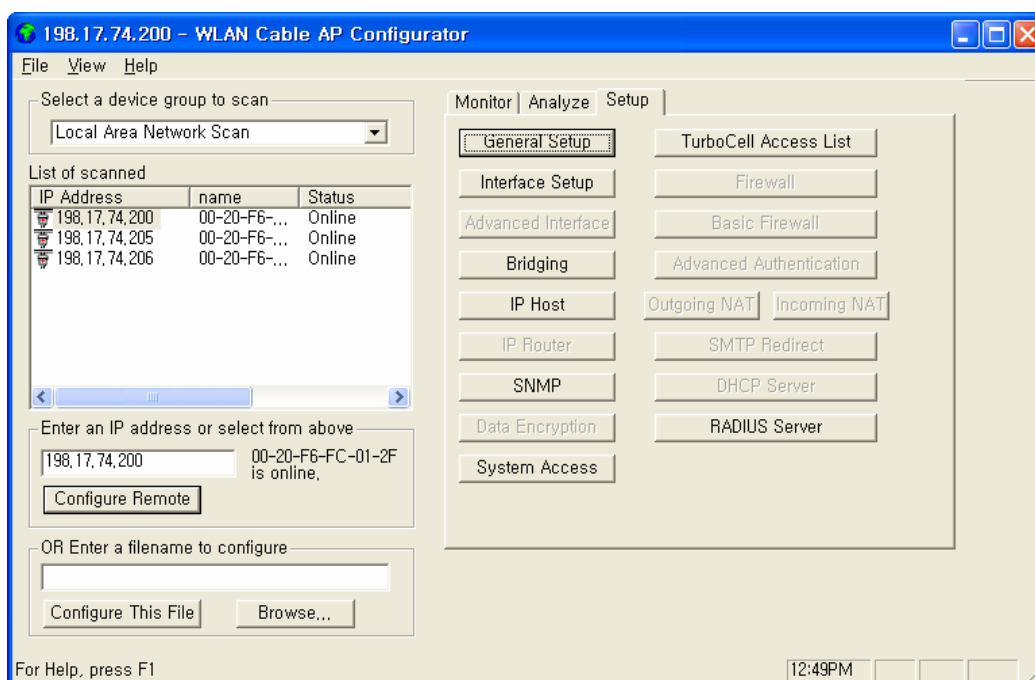 198.17.74.200 - WLAN Cable AP Configurator
File View Help
Select a device group to scan
Local Area Network Scan
List of scanned
IP Address name Status
198,17,74,200 00-20-F6-,,, Online
198,17,74,205 00-20-F6-,,, Online
198,17,74,206 00-20-F6-,,, Online
Enter an IP address or select from above
198,17,74,200
00-20-F6-FC-01-2F
is online,
Configure Remote
OR Enter a filename to configure
Configure This File
Browse,,,
Monitor Analyze Setup
General Setup
TurboCell Access List
Interface Setup
Firewall
Advanced Interface
Basic Firewall
Bridging
Advanced Authentication
IP Host
Outgoing NAT
Incoming NAT
IP Router
SMTP Redirect
SNMP
DHCP Server
Data Encryption
RADIUS Server
System Access
For Help, press F1
12:49PM